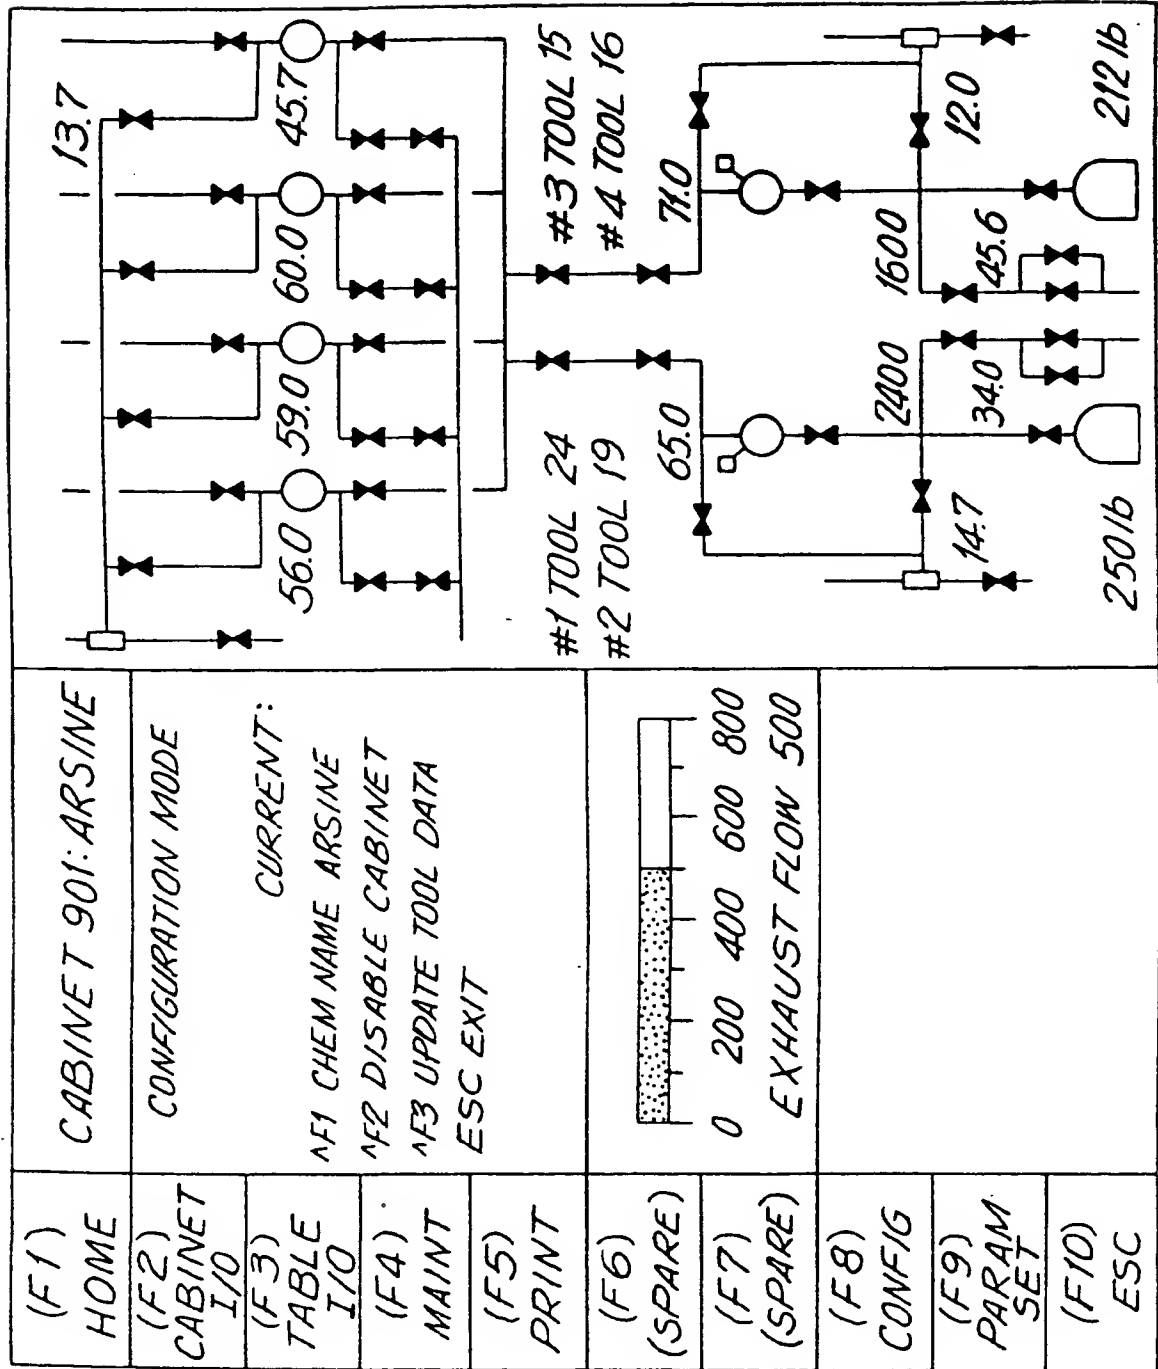 (F1)
HOME
(F2)
CABINET
I/O
(F3)
TABLE
I/O
(F4)
MAINT
(F5)
PRINT
(F6)
(SPARE)
(F7)
(SPARE)
(F8)
CONFIG
(F9)
PARAM
SET
(F10)
ESC
CABINET 901: ARSINE
CONFIGURATION MODE
CURRENT:
^F1 CHEM NAME ARSINE
^F2 DISABLE CABINET
^F3 UPDATE TOOL DATA
ESC EXIT
0 200 400 600 800
EXHAUST FLOW 500
13.7
56.0 59.0 60.0 45.7
#1 TOOL 24
#2 TOOL 19
#3 TOOL 15
#4 TOOL 16
65.0 71.0
2400 1600
14.7 34.0 45.6 12.0
250 lb 212 lb